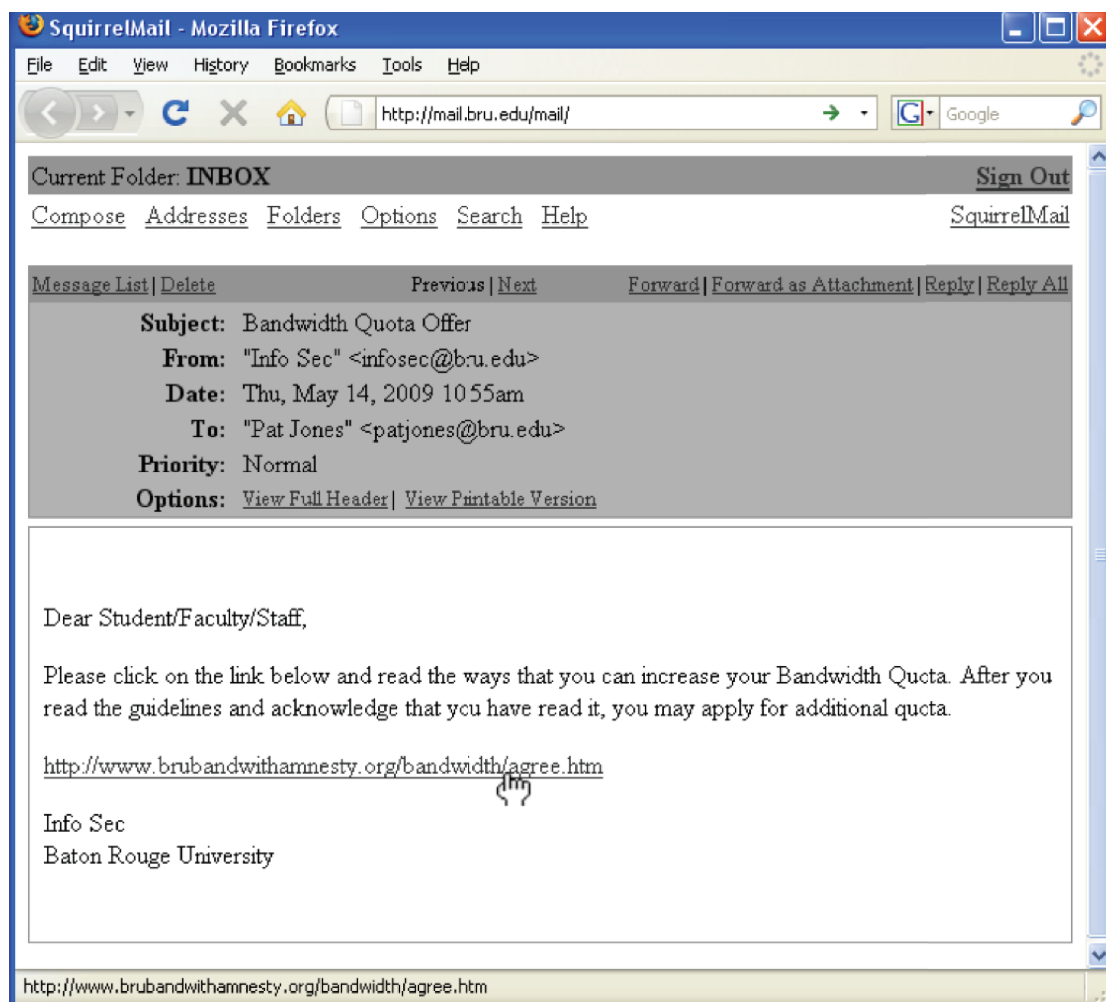 SquirrelMail - Mozilla Firefox
File Edit View History Bookmarks Tools Help
http://mail.bru.edu/mail/ G Google
Current Folder: INBOX Sign Out
Compose Addresses Folders Options Search Help SquirrelMail
Message List | Delete Previous | Next Forward | Forward as Attachment | Reply | Reply All
Subject: Bandwidth Quota Offer
From: "Info Sec" <infosec@bru.edu>
Date: Thu, May 14, 2009 10:55am
To: "Pat Jones" <patjones@bru.edu>
Priority: Normal
Options: View Full Header | View Printable Version
Dear Student/Faculty/Staff,
Please click on the link below and read the ways that you can increase your Bandwidth Quota. After you
read the guidelines and acknowledge that you have read it, you may apply for additional quota.
http://www.brubandwithamnesty.org/bandwidth/agree.htm
Info Sec
Baton Rouge University
http://www.brubandwithamnesty.org/bandwidth/agree.htm